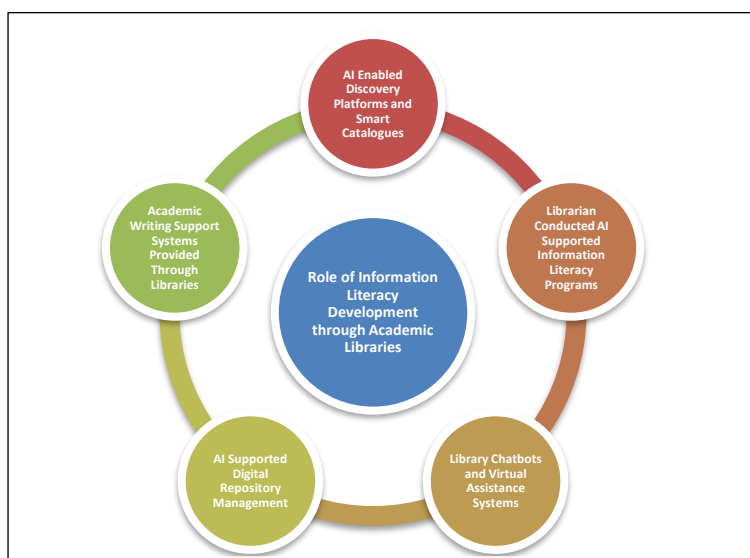 AI Enabled
Discovery
Platforms and
Smart
Catalogues
Librarian
Conducted AI
Supported
Information
Literacy
Programs
Library Chatbots
and Virtual
Assistance
Systems
AI Supported
Digital
Repository
Management
Academic
Writing Support
Systems
Provided
Through
Libraries
Role of Information
Literacy
Development
through Academic
Libraries